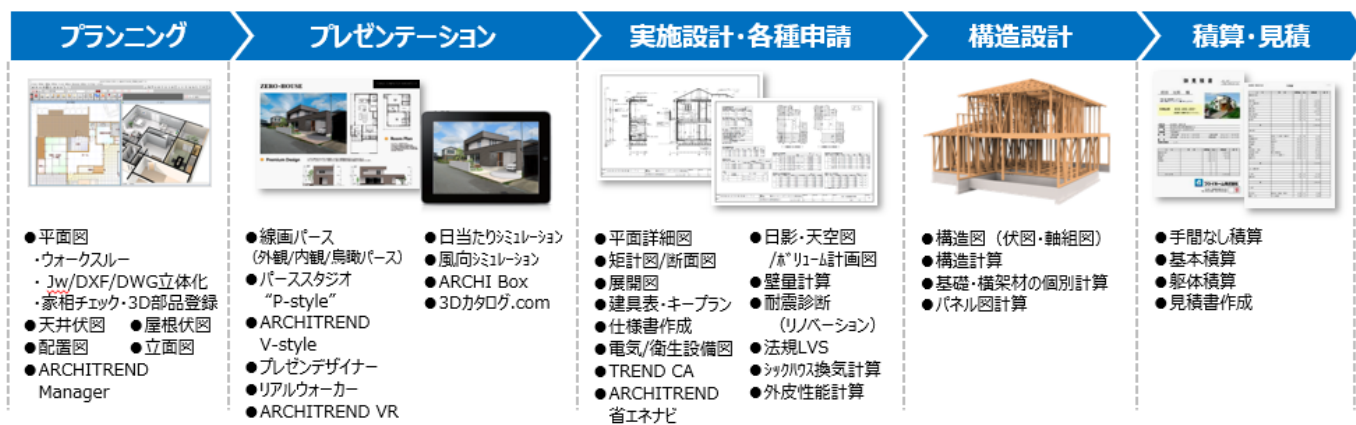 プランニング
プレゼンテーション
実施設計・各種申請
構造設計
積算・見積
ZERO-HOUSE
House Plan
Premium Design
●平面図
・ウォークスルー
・Jw/DXF/DWG立体化
・家相チェック・3D部品登録
●天井伏図 ●屋根伏図
●配置図 ●立面図
●ARCHITREND
Manager
●線画パース
(外観/内観/鳥瞰パース)
●パーススタジオ
“P-style”
●ARCHITREND
V-style
●プレゼンデザイナー
●リアルウォーカー
●ARCHITREND VR
●日当たりシミュレーション
●風向シミュレーション
●ARCHI Box
●3Dカタログ.com
●平面詳細図
●矩計図/断面図
●展開図
●建具表・キープラン
●仕様書作成
●電気/衛生設備図
●TREND CA
●ARCHITREND
省エネナビ
●日影・天空図
/ボリューム計画図
●壁量計算
●耐震診断
(リノベーション)
●法規LVS
●シックハウス換気計算
●外皮性能計算
●構造図（伏図・軸組図）
●構造計算
●基礎・横架材の個別計算
●パネル図計算
●手間なし積算
●基本積算
●躯体積算
●見積書作成